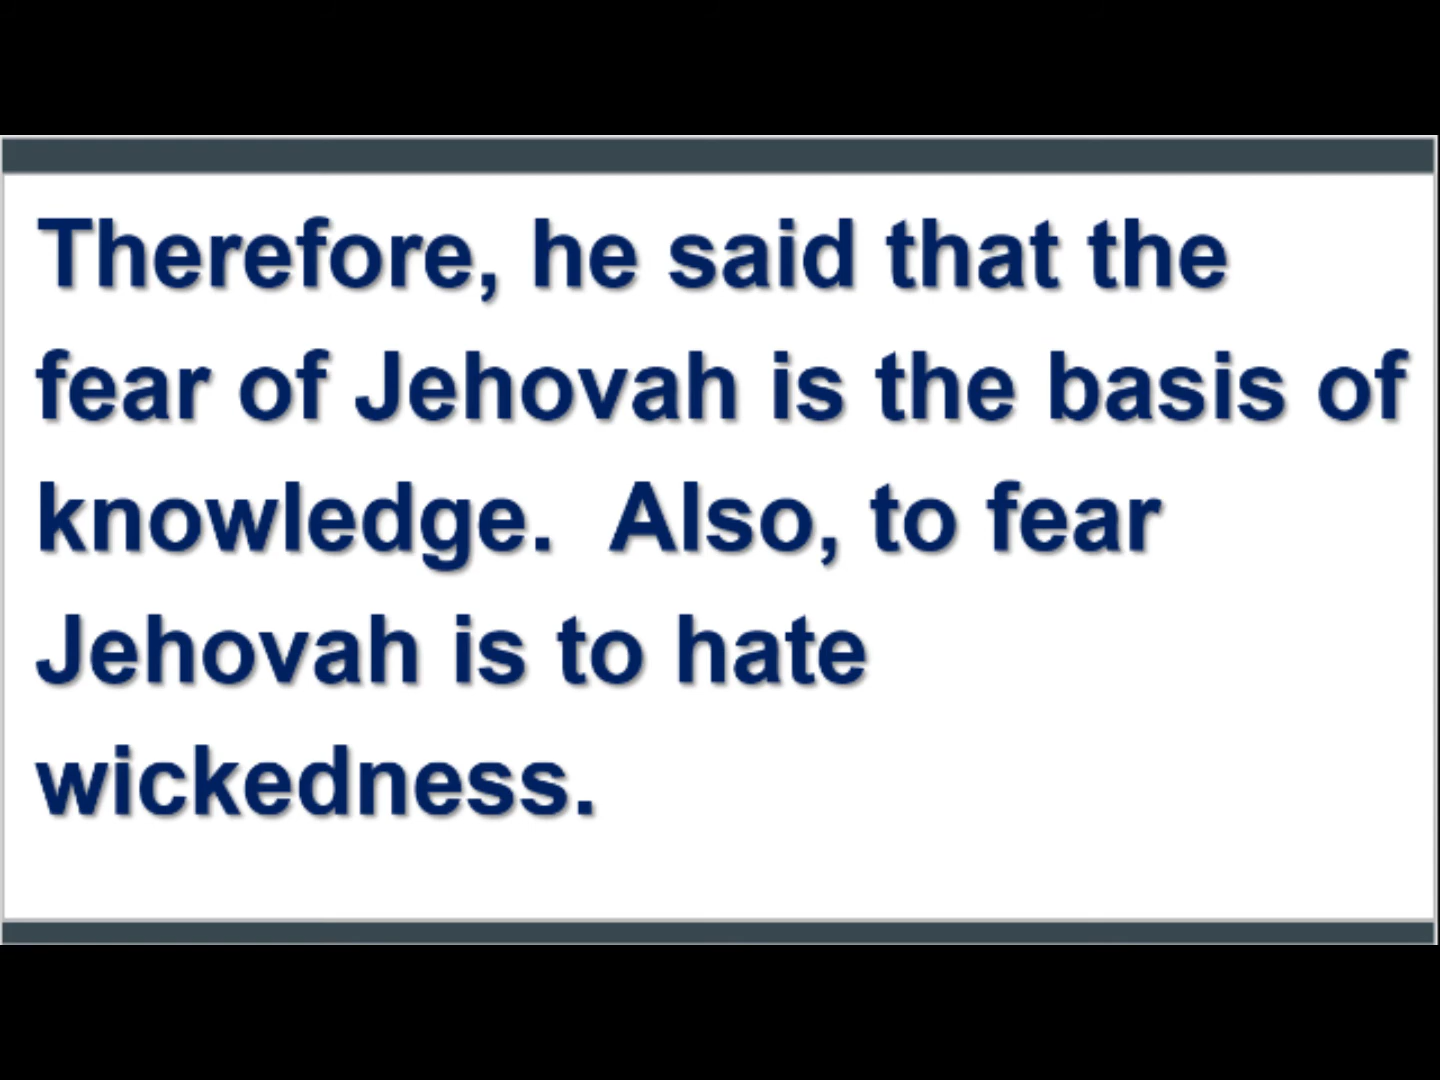 Therefore, he said that the
fear of Jehovah is the basis of
knowledge.  Also, to fear
Jehovah is to hate
wickedness.